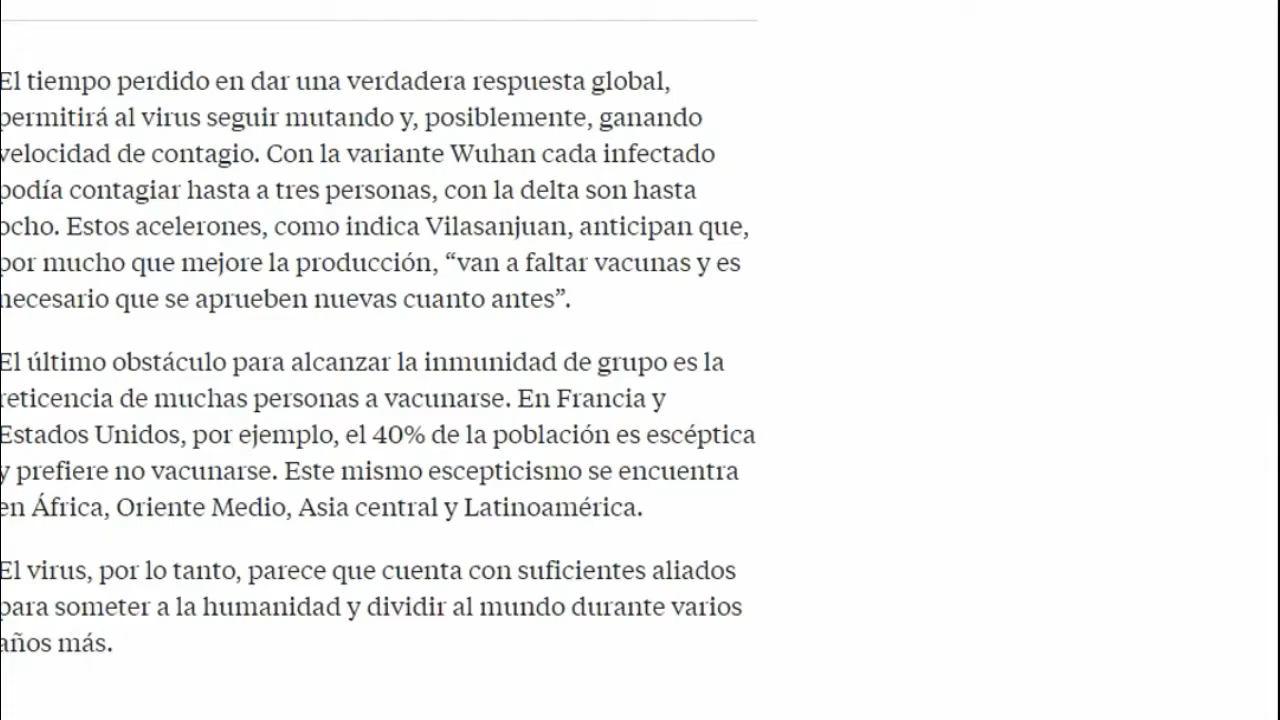 El tiempo perdido en dar una verdadera respuesta global,
permitirá al virus seguir mutando y, posiblemente, ganando
velocidad de contagio. Con la variante Wuhan cada infectado
podía contagiar hasta a tres personas, con la delta son hasta
ocho. Estos acelerones, como indica Vilasanjuan, anticipan que,
por mucho que mejore la producción, “van a faltar vacunas y es
necesario que se aprueben nuevas cuanto antes”.
El último obstáculo para alcanzar la inmunidad de grupo es la
reticencia de muchas personas a vacunarse. En Francia y
Estados Unidos, por ejemplo, el 40% de la población es escéptica
y prefiere no vacunarse. Este mismo escepticismo se encuentra
en África, Oriente Medio, Asia central y Latinoamérica.
El virus, por lo tanto, parece que cuenta con suficientes aliados
para someter a la humanidad y dividir al mundo durante varios
años más.